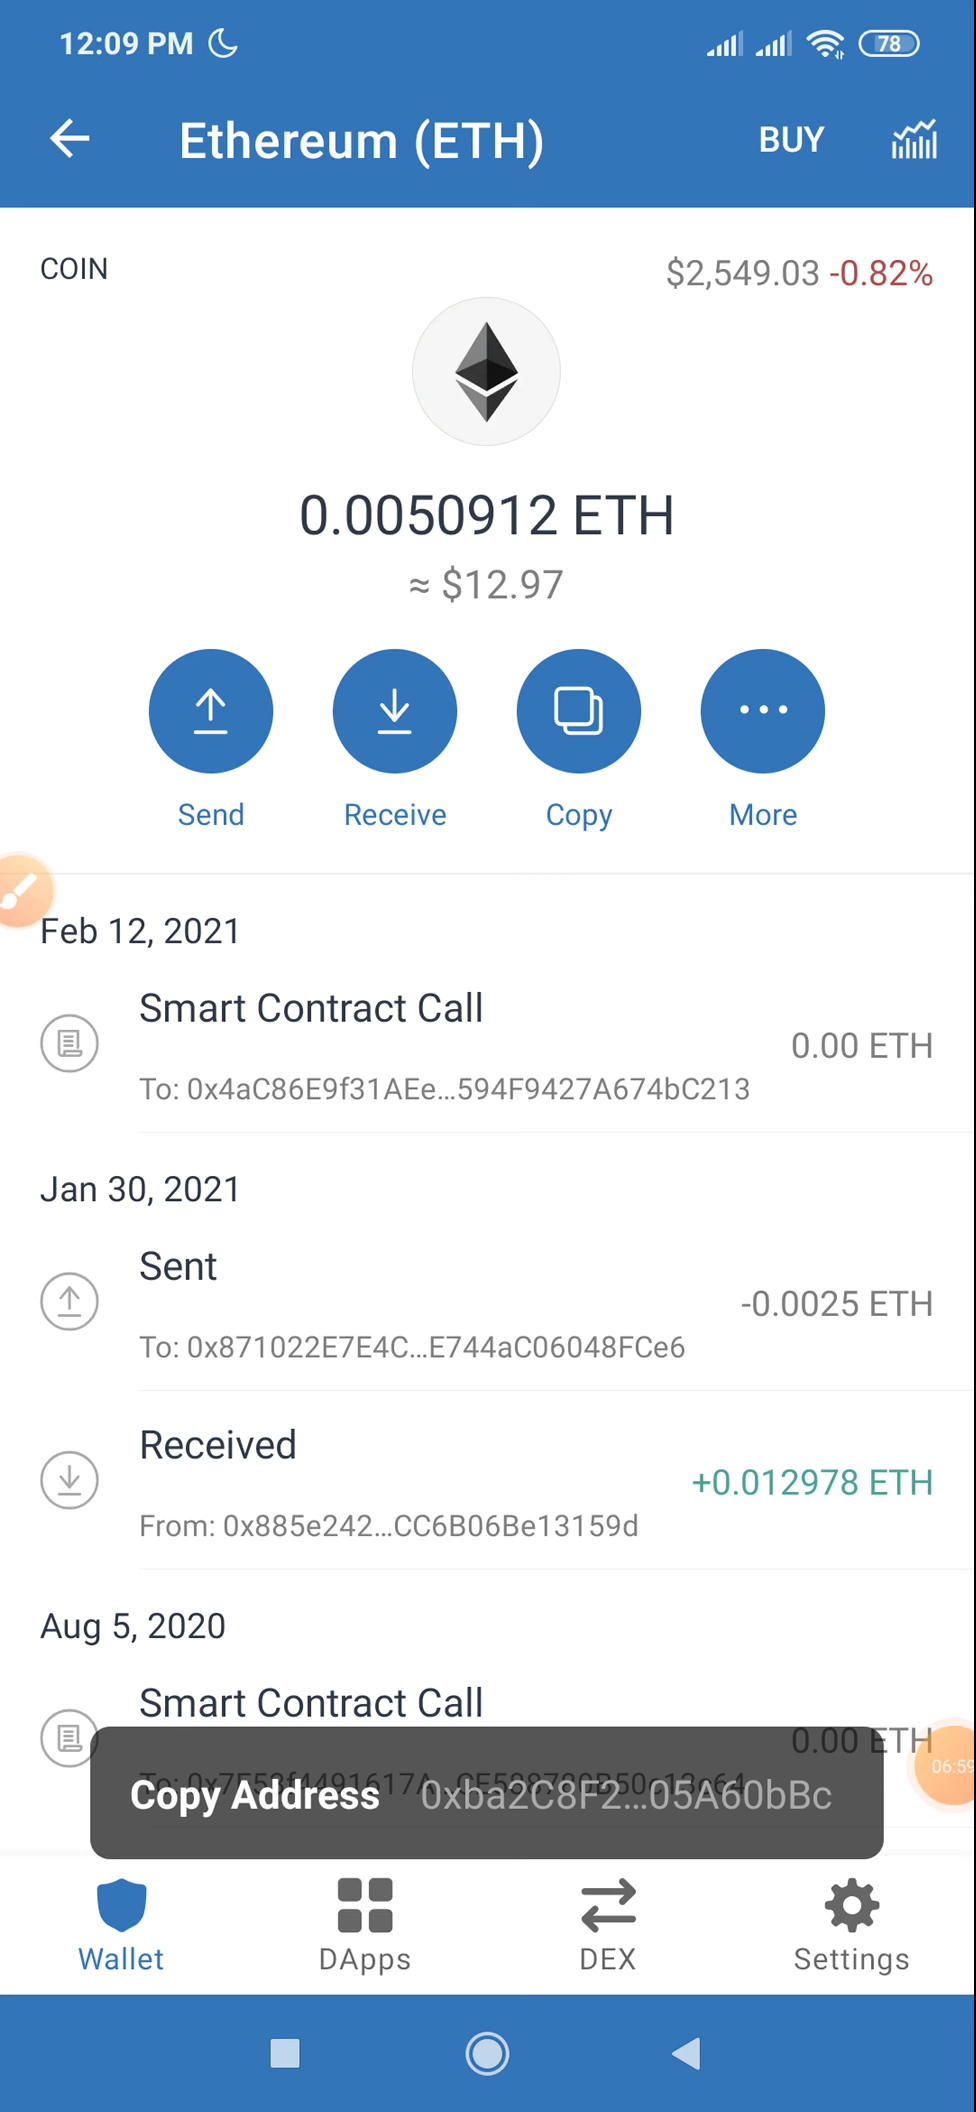 12:09 PM 78
Ethereum (ETH) BUY
COIN $2,549.03 -0.82%
0.0050912 ETH
≈ $12.97
Send Receive Copy More
Feb 12, 2021
Smart Contract Call
0.00 ETH
To: 0x4aC86E9f31AEe...594F9427A674bC213
Jan 30, 2021
Sent
-0.0025 ETH
To: 0x871022E7E4C...E744aC06048FCe6
Received
+0.012978 ETH
From: 0x885e242...CC6B06Be13159d
Aug 5, 2020
Smart Contract Call
0.00 ETH
06:59
Copy Address 0xba2C8F2...05A60bBc
Wallet DApps DEX Settings